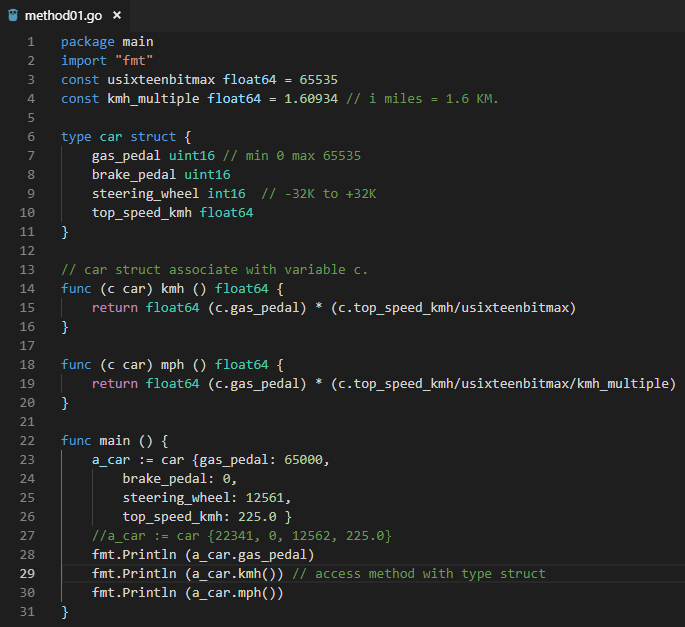 method01.go ×
1 package main
2 import "fmt"
3 const usixteenbitmax float64 = 65535
4 const kmh_multiple float64 = 1.60934 // i miles = 1.6 KM.
5
6 type car struct {
7     gas_pedal uint16 // min 0 max 65535
8     brake_pedal uint16
9     steering_wheel int16  // -32K to +32K
10     top_speed_kmh float64
11 }
12
13 // car struct associate with variable c.
14 func (c car) kmh () float64 {
15     return float64 (c.gas_pedal) * (c.top_speed_kmh/usixteenbitmax)
16 }
17
18 func (c car) mph () float64 {
19     return float64 (c.gas_pedal) * (c.top_speed_kmh/usixteenbitmax/kmh_multiple)
20 }
21
22 func main () {
23     a_car := car {gas_pedal: 65000,
24         brake_pedal: 0,
25         steering_wheel: 12561,
26         top_speed_kmh: 225.0 }
27     //a_car := car {22341, 0, 12562, 225.0}
28     fmt.Println (a_car.gas_pedal)
29     fmt.Println (a_car.kmh()) // access method with type struct
30     fmt.Println (a_car.mph())
31 }